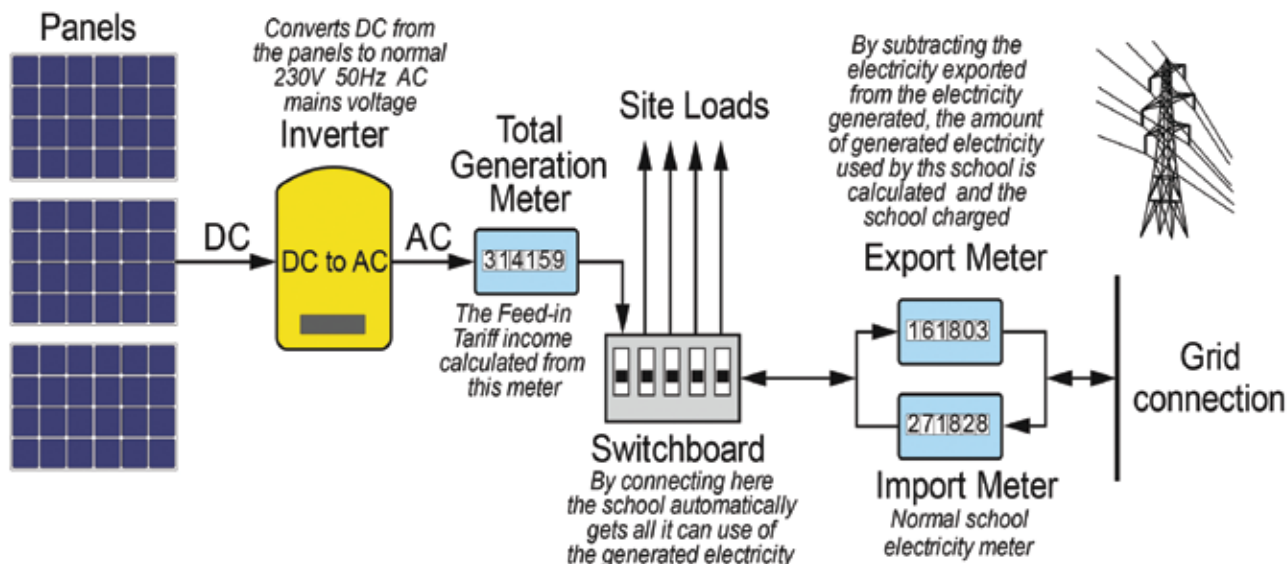 Panels
Converts DC from
the panels to normal
230V 50Hz AC
mains voltage
Inverter
DC
DC to AC
AC
Total
Generation
Meter
314159
The Feed-in
Tariff income
calculated from
this meter
Site Loads
Switchboard
By connecting here
the school automatically
gets all it can use of
the generated electricity
By subtracting the
electricity exported
from the electricity
generated, the amount
of generated electricity
used by ths school is
calculated and the
school charged
Export Meter
161803
271828
Import Meter
Normal school
electricity meter
Grid
connection